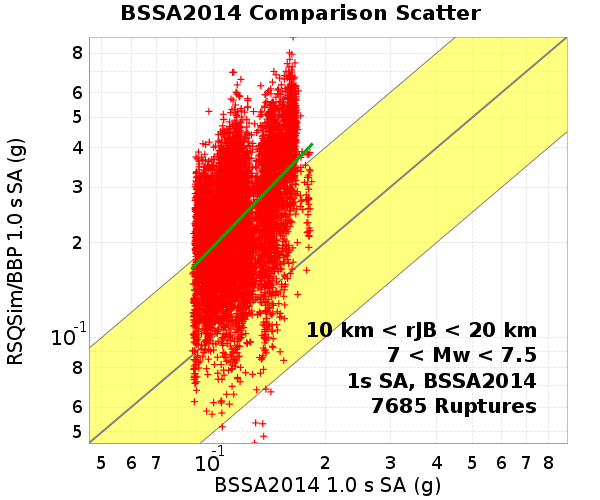 BSSA2014 Comparison Scatter
RSQSim/BBP 1.0 s SA (g)
8
6
5
4
3
2
10-1
8
6
5
10 km < rJB < 20 km
7 < Mw < 7.5
1s SA, BSSA2014
7685 Ruptures
5 6 7 10-1 2 3 4 5 6 7 8
BSSA2014 1.0 s SA (g)